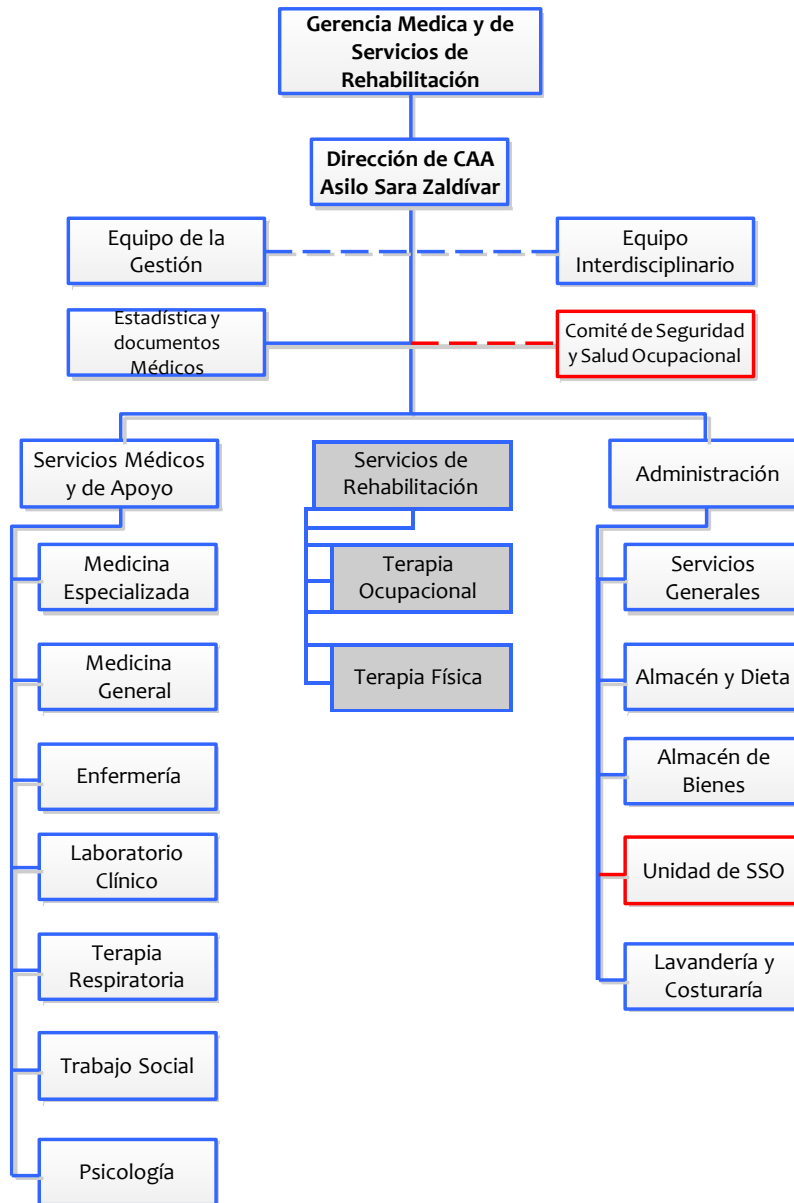 Gerencia Medica y de
Servicios de
Rehabilitación
Dirección de CAA
Asilo Sara Zaldívar
Equipo de la
Gestión
Equipo
Interdisciplinario
Estadística y
documentos
Médicos
Comité de Seguridad
y Salud Ocupacional
Servicios Médicos
y de Apoyo
Servicios de
Rehabilitación
Administración
Medicina
Especializada
Medicina
General
Enfermería
Laboratorio
Clínico
Terapia
Respiratoria
Trabajo Social
Psicología
Terapia
Ocupacional
Terapia Física
Servicios
Generales
Almacén y Dieta
Almacén de
Bienes
Unidad de SSO
Lavandería y
Costuraría